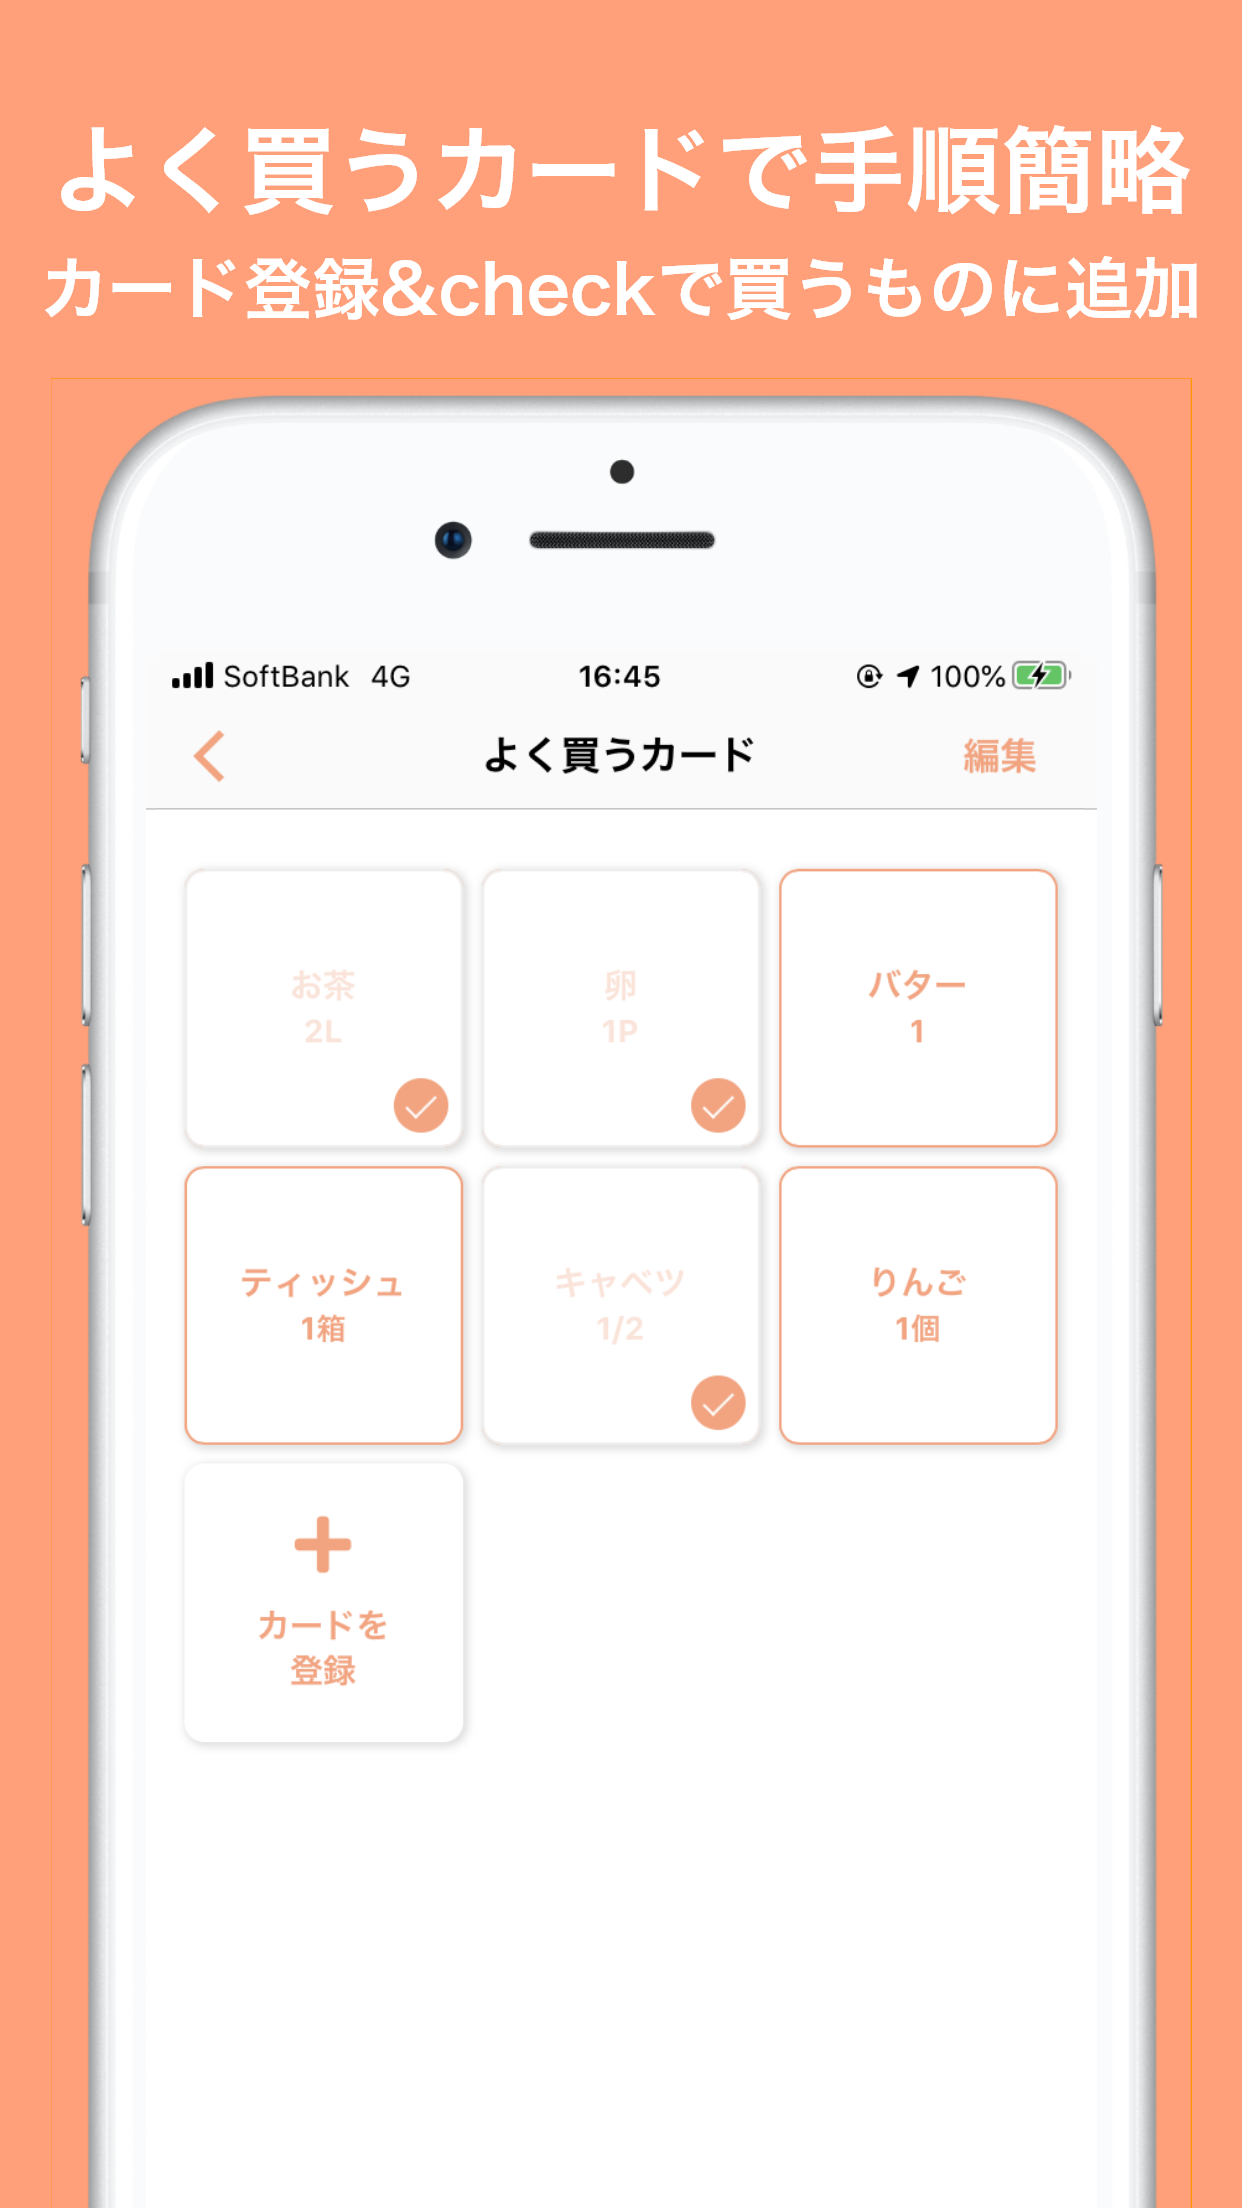 よく買うカードで手順簡略
カード登録&checkで買うものに追加
SoftBank 4G 16:45 100%
よく買うカード 編集
お茶
2L
卵
1P
バター
1
ティッシュ
1箱
キャベツ
1/2
りんご
1個
カードを
登録